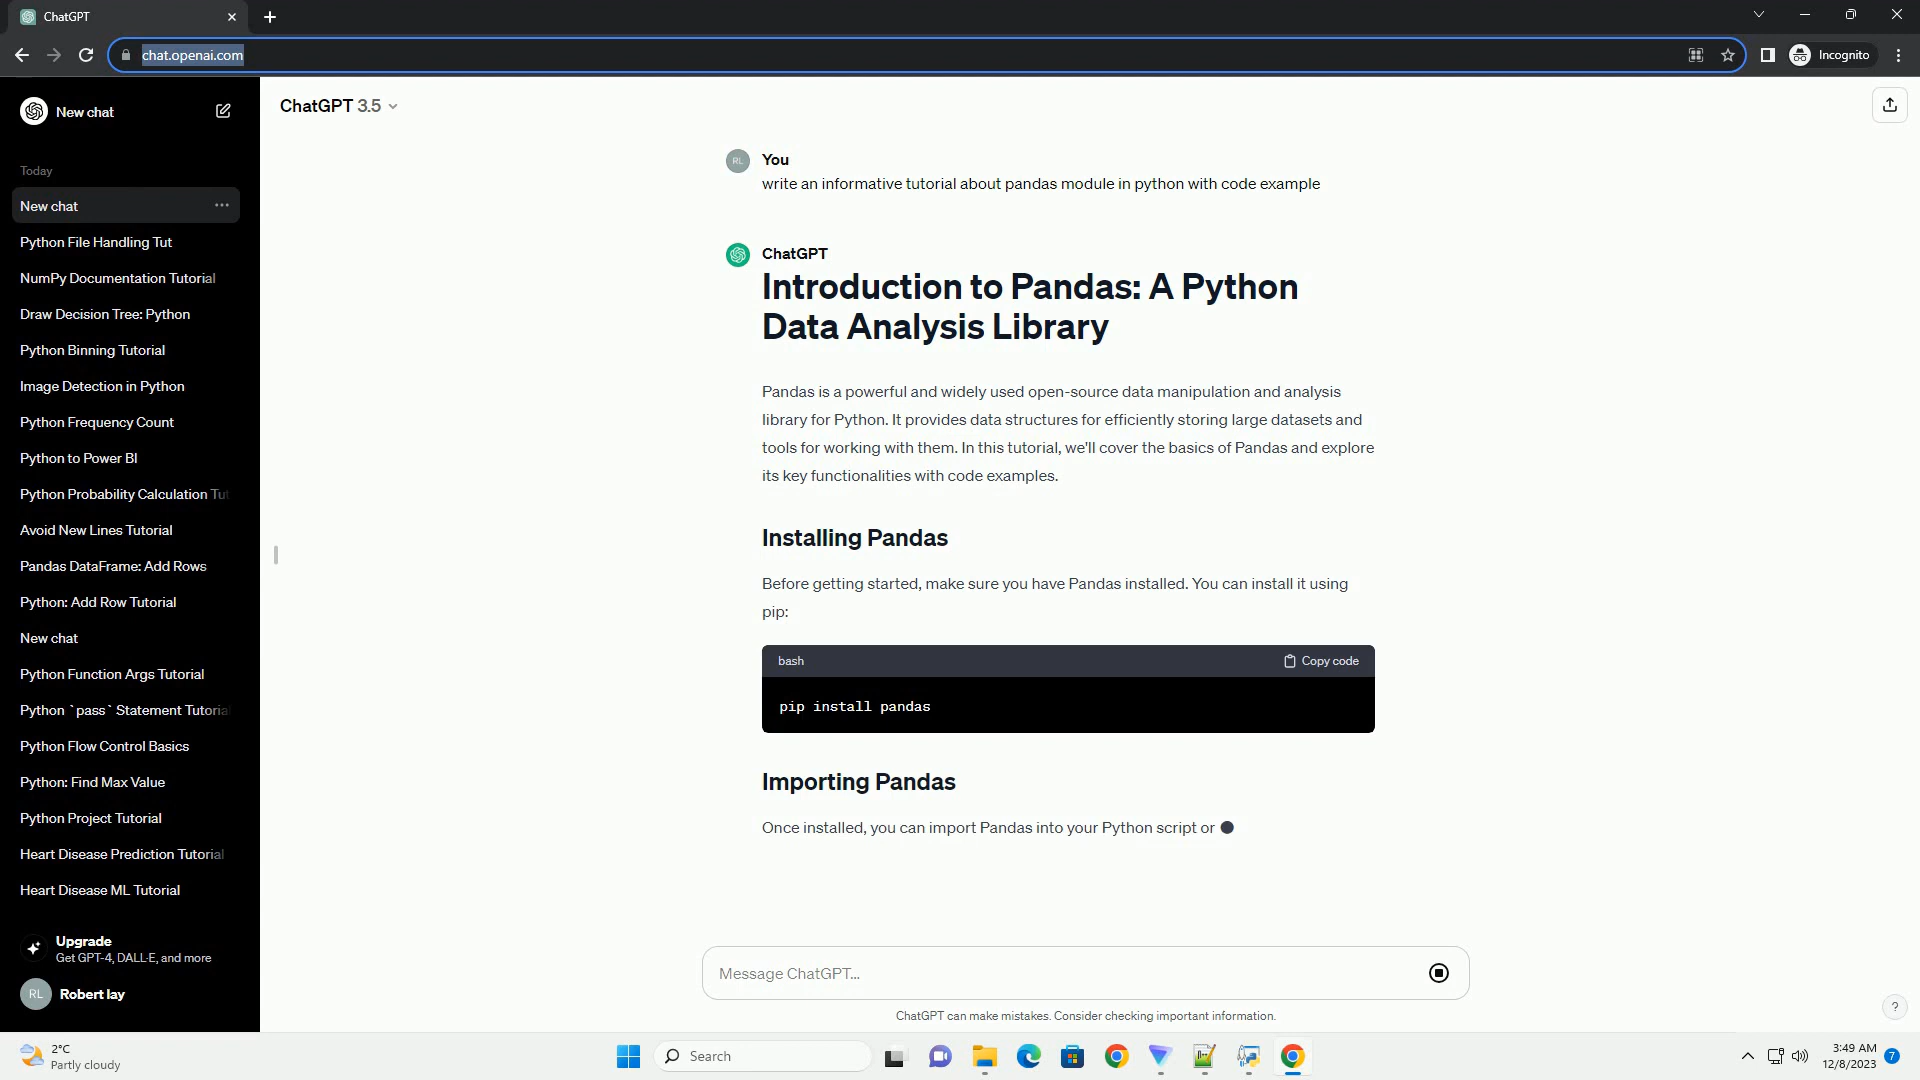 ChatGPT
chat.openai.com
Incognito
New chat
Today
New chat
Python File Handling Tut
NumPy Documentation Tutorial
Draw Decision Tree: Python
Python Binning Tutorial
Image Detection in Python
Python Frequency Count
Python to Power BI
Python Probability Calculation Tut
Avoid New Lines Tutorial
Pandas DataFrame: Add Rows
Python: Add Row Tutorial
New chat
Python Function Args Tutorial
Python `pass` Statement Tutoria
Python Flow Control Basics
Python: Find Max Value
Python Project Tutorial
Heart Disease Prediction Tutorial
Heart Disease ML Tutorial
Upgrade
Get GPT-4, DALL·E, and more
RL Robert lay
ChatGPT 3.5
RL You
write an informative tutorial about pandas module in python with code example
ChatGPT
Introduction to Pandas: A Python
Data Analysis Library
Pandas is a powerful and widely used open-source data manipulation and analysis
library for Python. It provides data structures for efficiently storing large datasets and
tools for working with them. In this tutorial, we'll cover the basics of Pandas and explore
its key functionalities with code examples.
Installing Pandas
Before getting started, make sure you have Pandas installed. You can install it using
pip:
bash Copy code
pip install pandas
Importing Pandas
Once installed, you can import Pandas into your Python script or
Message ChatGPT...
ChatGPT can make mistakes. Consider checking important information.
?
2°C
Partly cloudy
Search
3:49 AM
12/8/2023
7